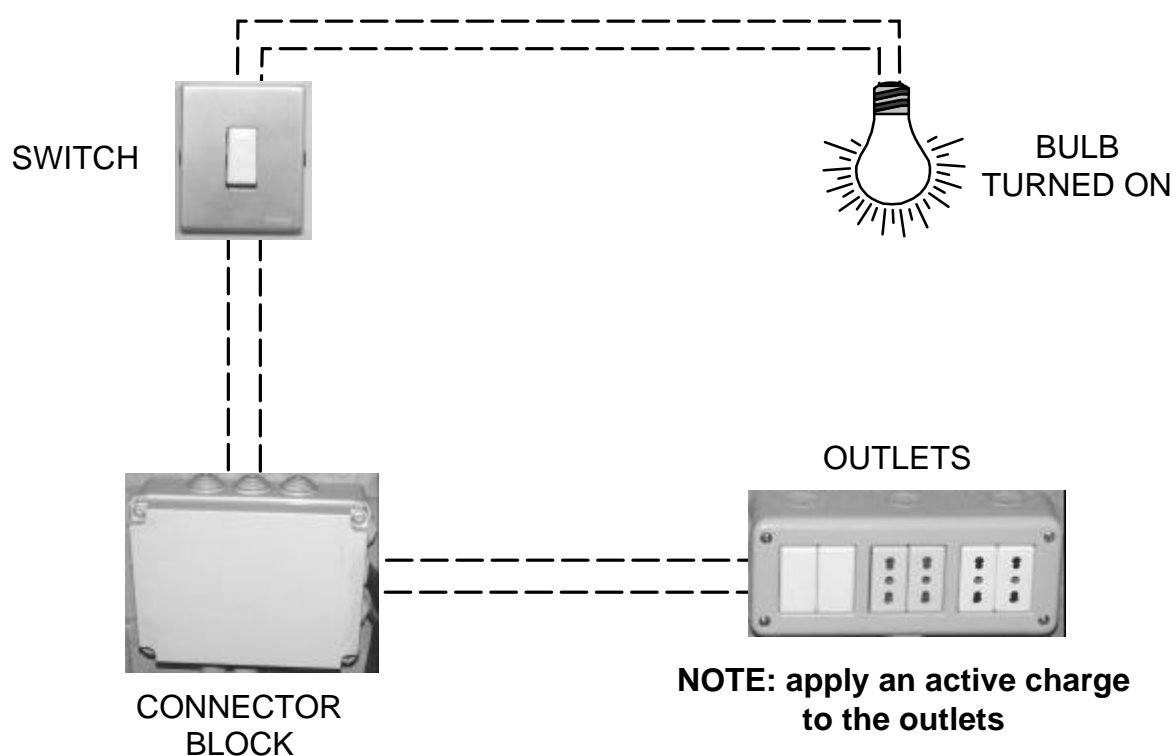 SWITCH
BULB
TURNED ON
OUTLETS
NOTE: apply an active charge
to the outlets
CONNECTOR
BLOCK